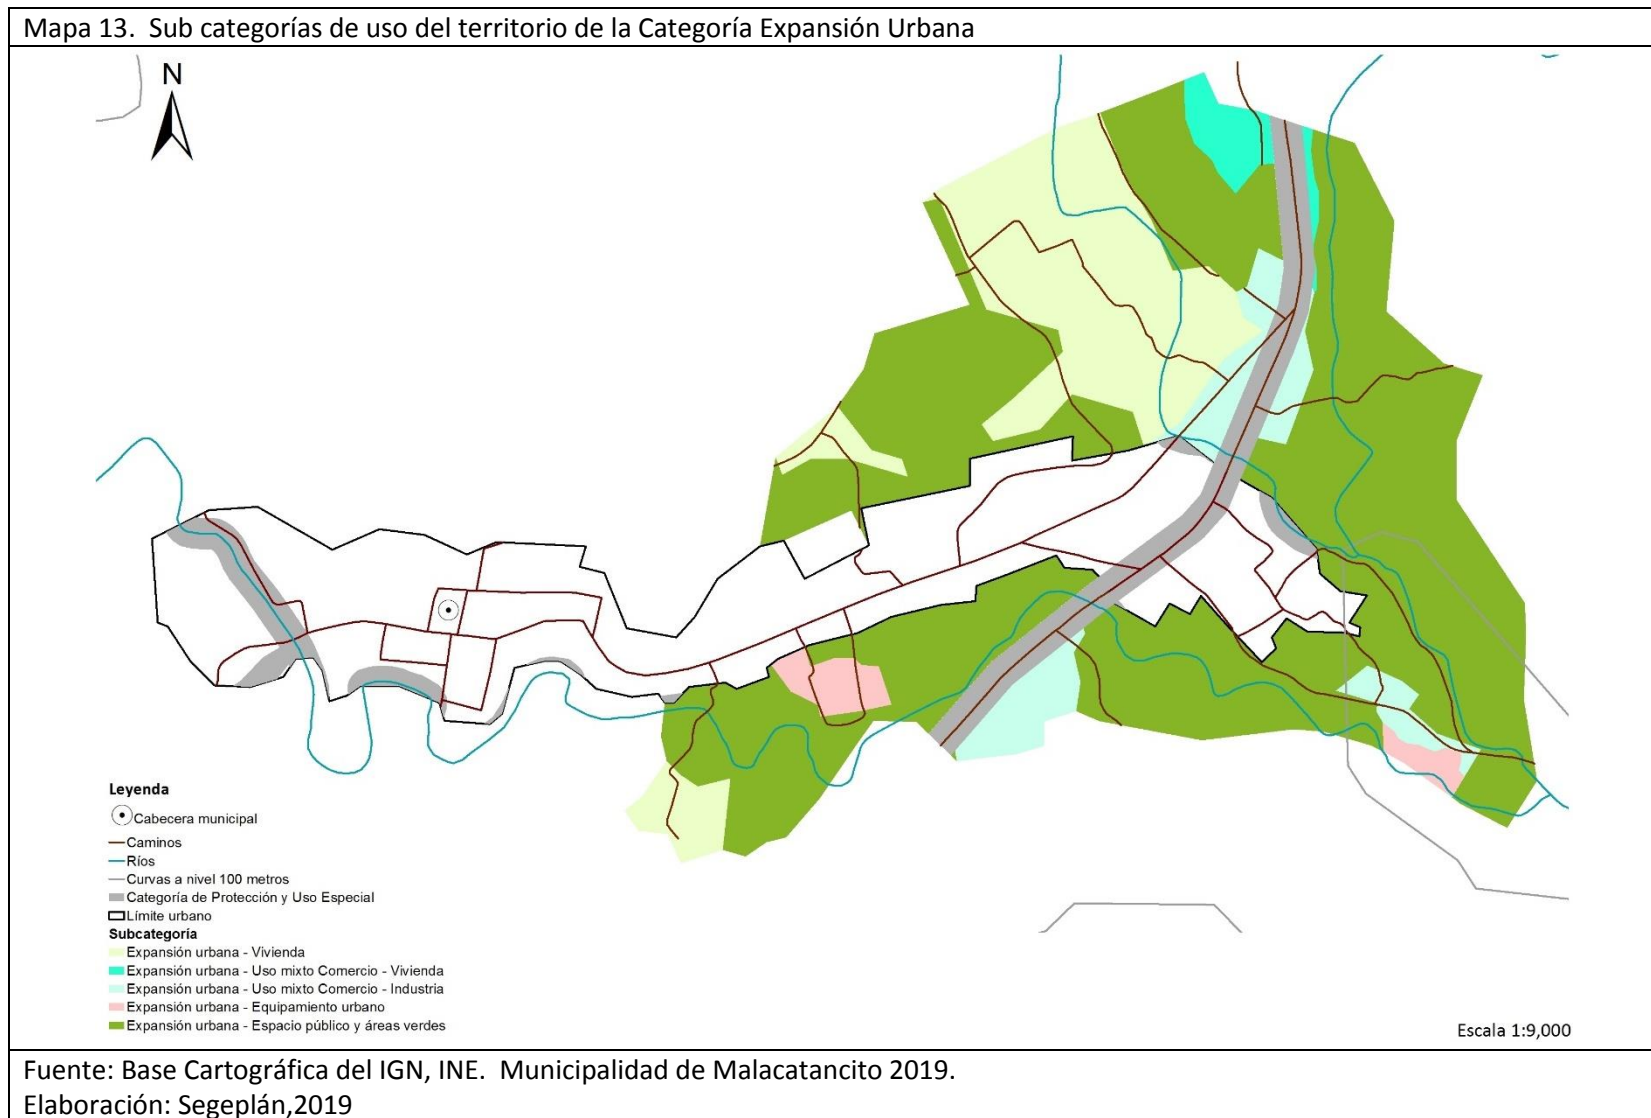 Mapa 13.  Sub categorías de uso del territorio de la Categoría Expansión Urbana
N
Leyenda
Cabecera municipal
Caminos
Ríos
Curvas a nivel 100 metros
Categoría de Protección y Uso Especial
Límite urbano
Subcategoría
Expansión urbana - Vivienda
Expansión urbana - Uso mixto Comercio - Vivienda
Expansión urbana - Uso mixto Comercio - Industria
Expansión urbana - Equipamiento urbano
Expansión urbana - Espacio público y áreas verdes
Escala 1:9,000
Fuente: Base Cartográfica del IGN, INE.  Municipalidad de Malacatancito 2019.
Elaboración: Segeplán,2019